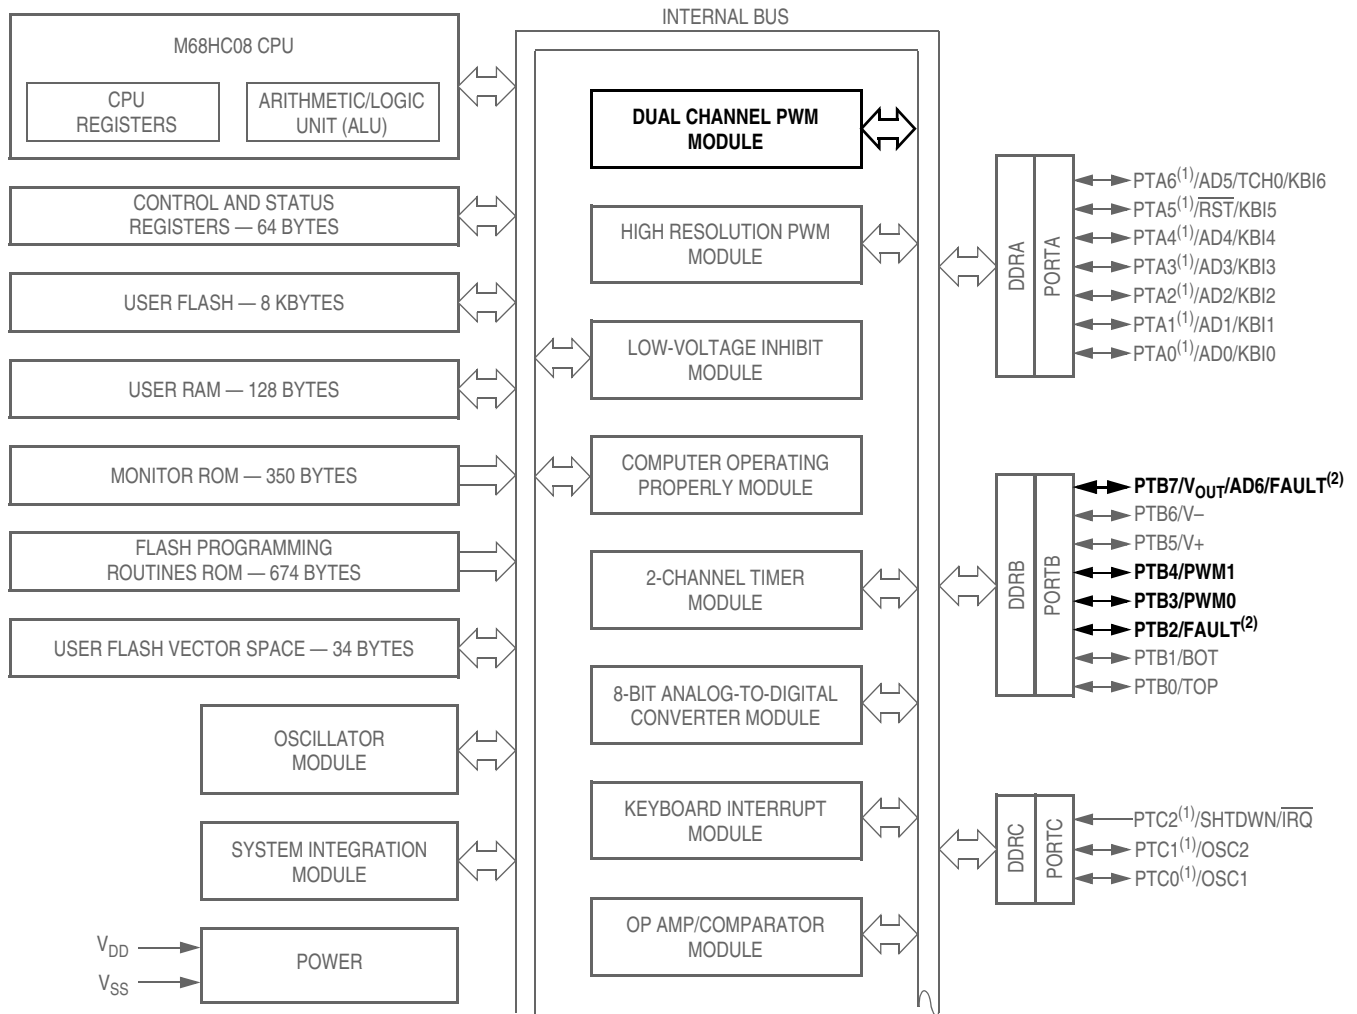 INTERNAL BUS
M68HC08 CPU
CPU
REGISTERS
ARITHMETIC/LOGIC
UNIT (ALU)
CONTROL AND STATUS
REGISTERS — 64 BYTES
USER FLASH — 8 KBYTES
USER RAM — 128 BYTES
MONITOR ROM — 350 BYTES
FLASH PROGRAMMING
ROUTINES ROM — 674 BYTES
USER FLASH VECTOR SPACE — 34 BYTES
OSCILLATOR
MODULE
SYSTEM INTEGRATION
MODULE
VDD
VSS
POWER
DUAL CHANNEL PWM
MODULE
HIGH RESOLUTION PWM
MODULE
LOW-VOLTAGE INHIBIT
MODULE
COMPUTER OPERATING
PROPERLY MODULE
2-CHANNEL TIMER
MODULE
8-BIT ANALOG-TO-DIGITAL
CONVERTER MODULE
KEYBOARD INTERRUPT
MODULE
OP AMP/COMPARATOR
MODULE
DDRA
PORTA
PTA6(1)/AD5/TCH0/KBI6
PTA5(1)/RST/KBI5
PTA4(1)/AD4/KBI4
PTA3(1)/AD3/KBI3
PTA2(1)/AD2/KBI2
PTA1(1)/AD1/KBI1
PTA0(1)/AD0/KBI0
DDRB
PORTB
PTB7/VOUT/AD6/FAULT(2)
PTB6/V–
PTB5/V+
PTB4/PWM1
PTB3/PWM0
PTB2/FAULT(2)
PTB1/BOT
PTB0/TOP
DDRC
PORTC
PTC2(1)/SHTDWN/IRQ
PTC1(1)/OSC2
PTC0(1)/OSC1